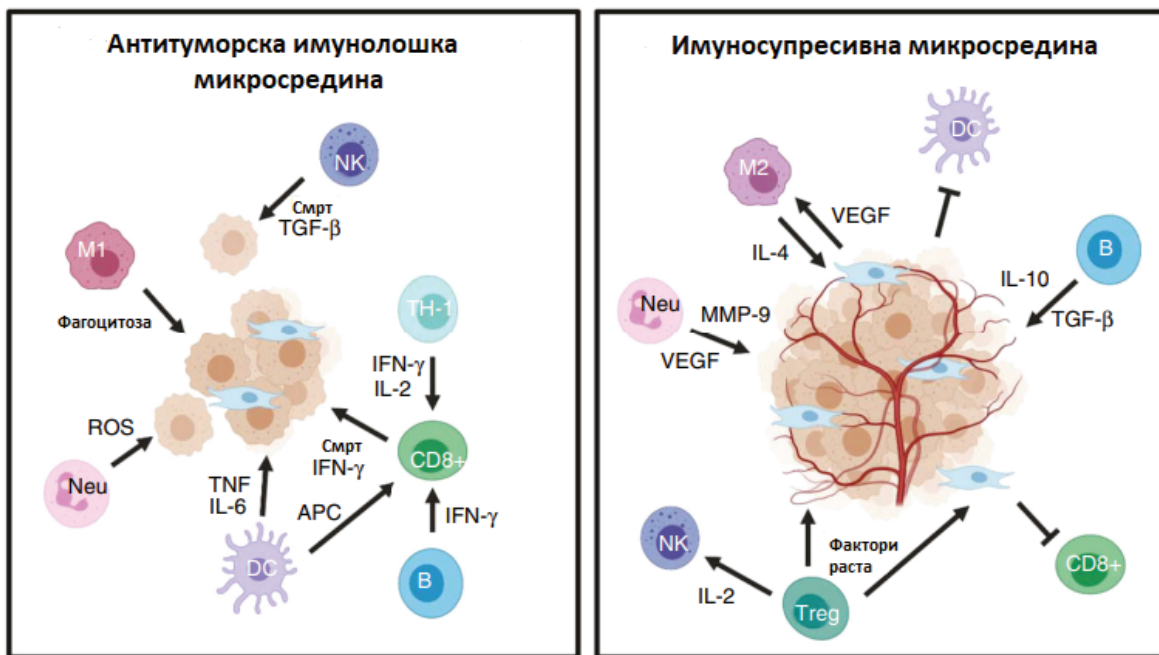 Антитуморска имунолошка
микросредина
NK
Смрт
TGF-β
M1
Фагоцитоза
TH-1
IFN-γ
IL-2
ROS
Neu
TNF
IL-6
Смрт
IFN-γ
CD8+
APC
IFN-γ
DC
B
Имуносупресивна микросредина
DC
M2
VEGF
IL-4
B
IL-10
TGF-β
Neu
MMP-9
VEGF
NK
IL-2
Фактори
раста
Treg
CD8+